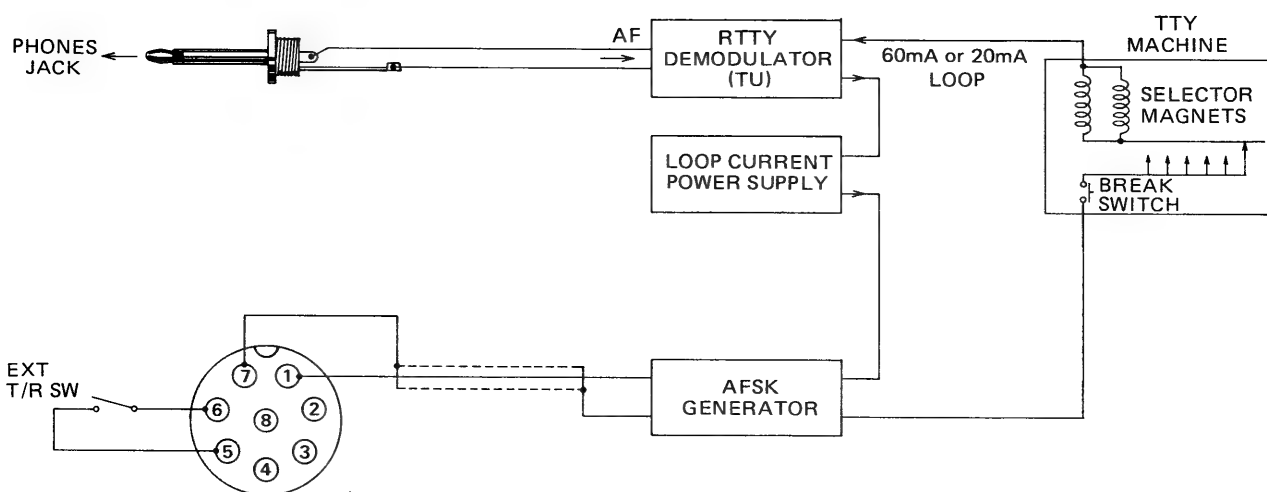 PHONES
JACK
AF
RTTY
DEMODULATOR
(TU)
60mA or 20mA
LOOP
TTY
MACHINE
SELECTOR
MAGNETS
LOOP CURRENT
POWER SUPPLY
BREAK
SWITCH
EXT
T/R SW
7
1
6
2
8
5
3
4
AFSK
GENERATOR